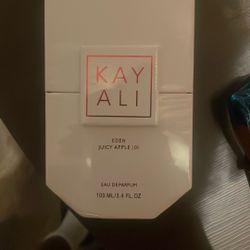 KAY
ALI
EDEN
JUICY APPLE | 01
EAU DE PARFUM
100 ML/3.4 FL.OZ